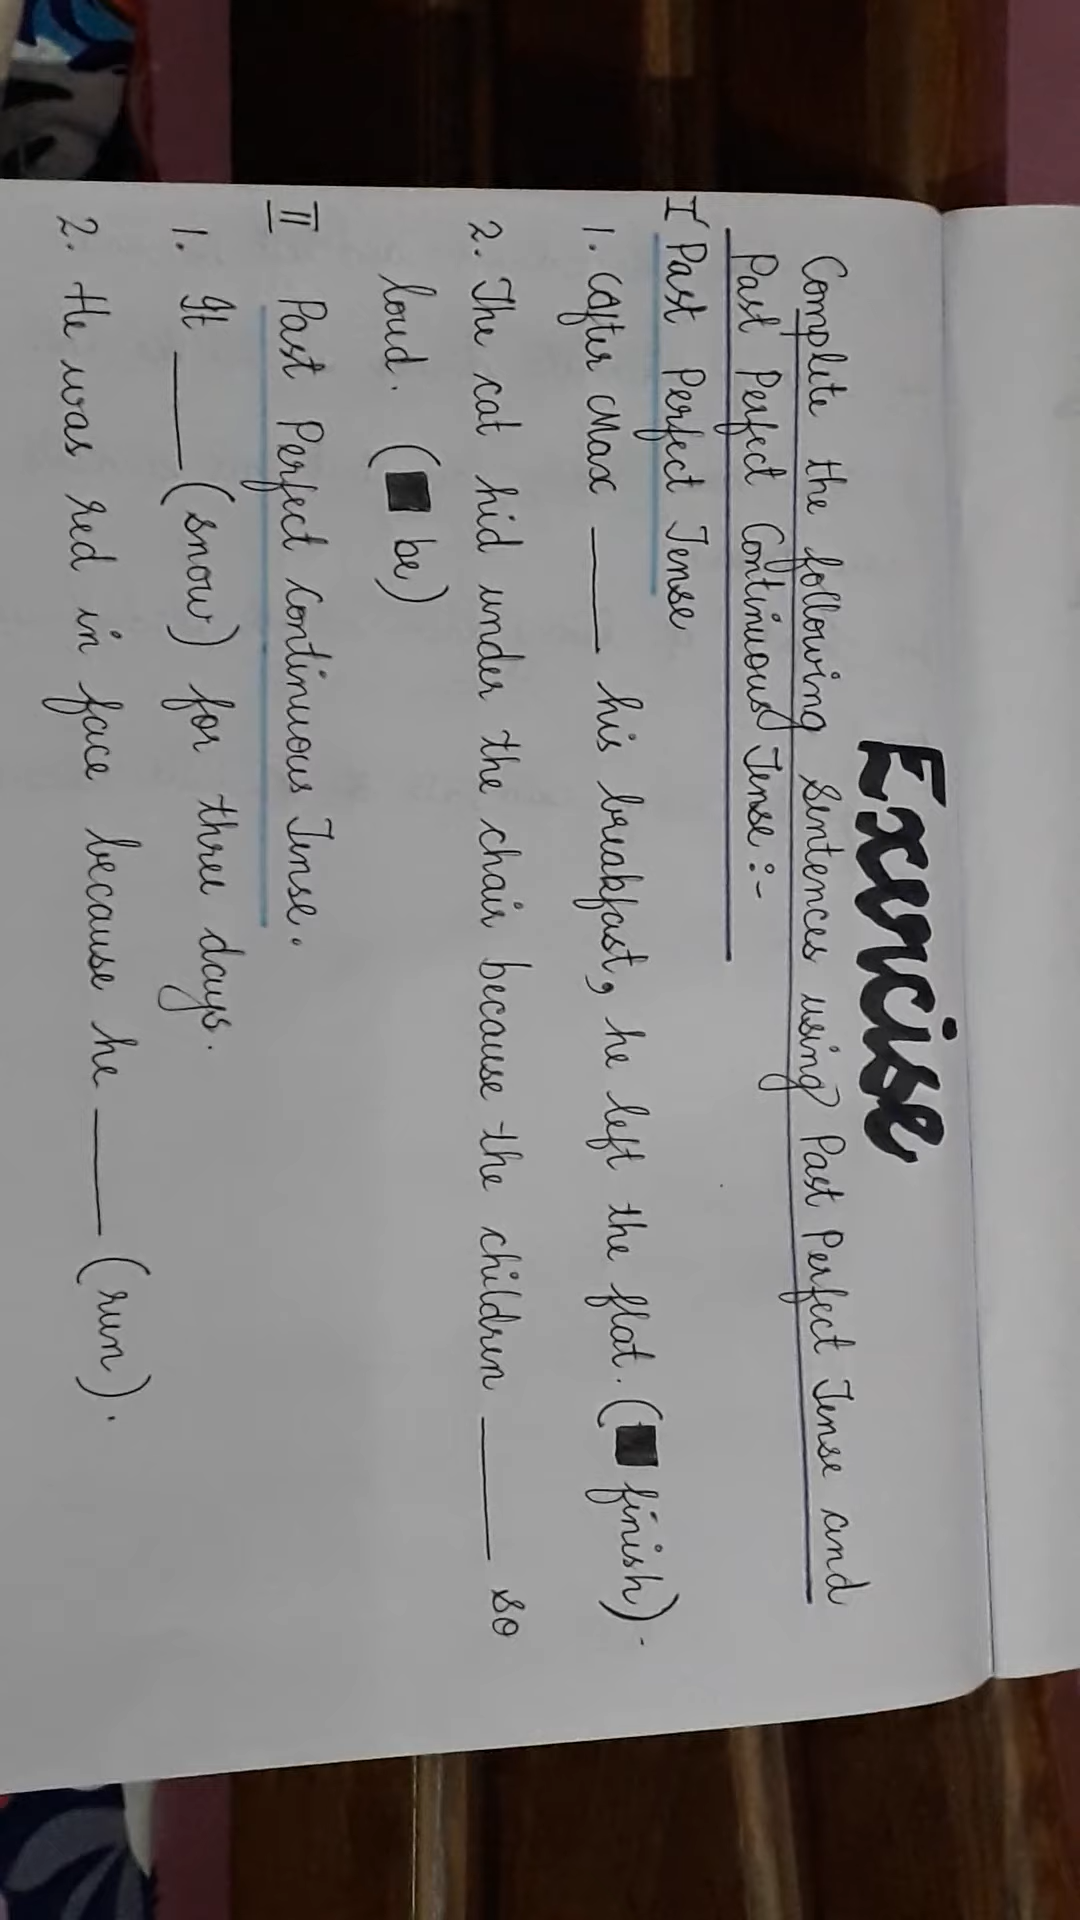 Exercise
Complete the following Sentences using Past Perfect Tense and
Past Perfect Continuous Tense :-
I Past Perfect Tense
1. After Max ____ his breakfast, he left the flat. ( finish).
2. The cat hid under the chair because the children ____ so
loud. ( be)
II Past Perfect Continuous Tense.
1. It ____ (snow) for three days.
2. He was red in face because he ____ (run).